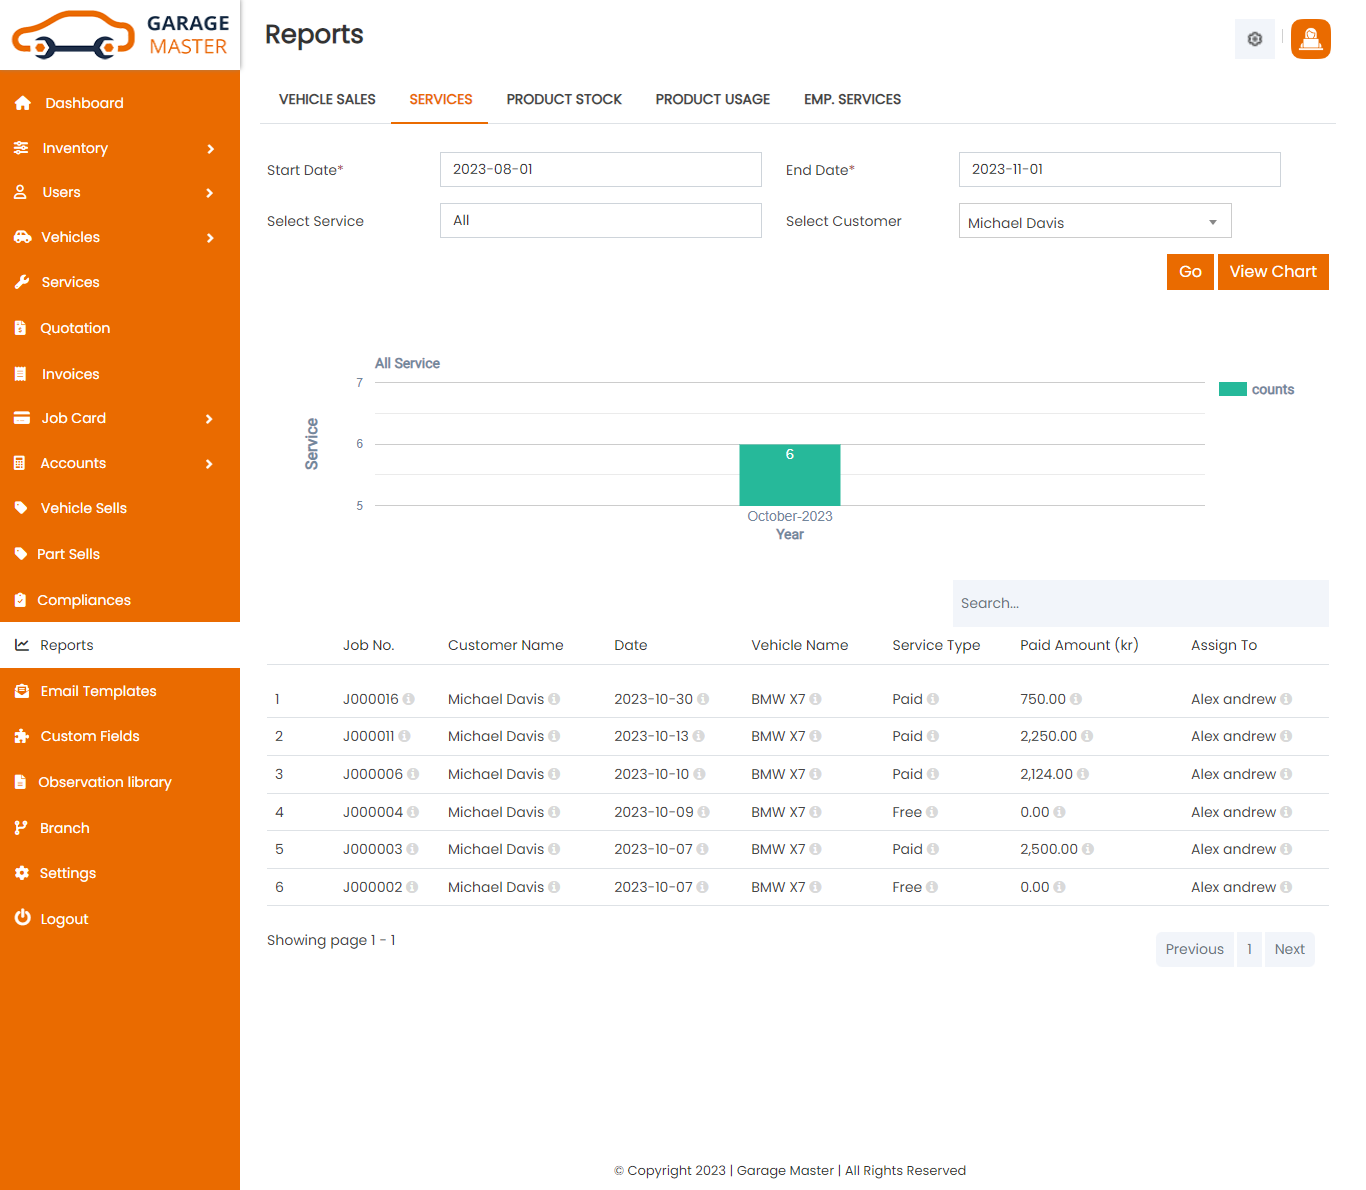 GARAGE
MASTER
Dashboard
Inventory
Users
Vehicles
Services
Quotation
Invoices
Job Card
Accounts
Vehicle Sells
Part Sells
Compliances
Reports
Email Templates
Custom Fields
Observation library
Branch
Settings
Logout
Reports
VEHICLE SALES SERVICES PRODUCT STOCK PRODUCT USAGE EMP. SERVICES
Start Date* 2023-08-01 End Date* 2023-11-01
Select Service All Select Customer Michael Davis
Go View Chart
All Service
7
counts
6
6
5
Service
October-2023
Year
Search...
Job No. Customer Name Date Vehicle Name Service Type Paid Amount (kr) Assign To
1 J000016 Michael Davis 2023-10-30 BMW X7 Paid 750.00 Alex andrew
2 J000011 Michael Davis 2023-10-13 BMW X7 Paid 2,250.00 Alex andrew
3 J000006 Michael Davis 2023-10-10 BMW X7 Paid 2,124.00 Alex andrew
4 J000004 Michael Davis 2023-10-09 BMW X7 Free 0.00 Alex andrew
5 J000003 Michael Davis 2023-10-07 BMW X7 Paid 2,500.00 Alex andrew
6 J000002 Michael Davis 2023-10-07 BMW X7 Free 0.00 Alex andrew
Showing page 1 - 1
Previous 1 Next
© Copyright 2023 | Garage Master | All Rights Reserved